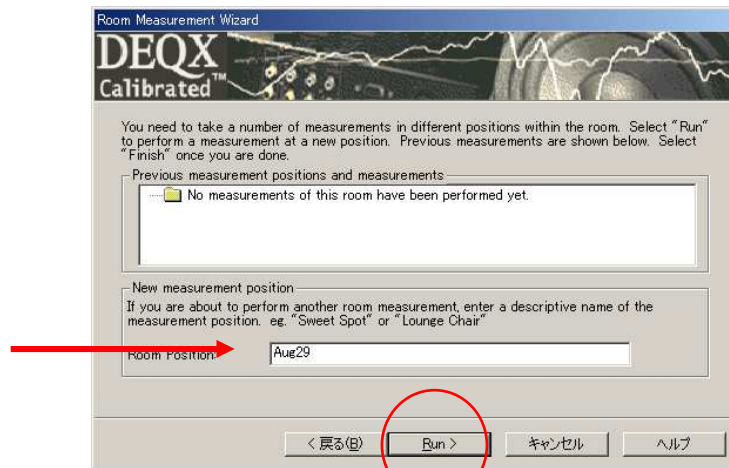 Room Measurement Wizard
DEQX
Calibrated™
You need to take a number of measurements in different positions within the room. Select "Run"
to perform a measurement at a new position. Previous measurements are shown below. Select
"Finish" once you are done.
Previous measurement positions and measurements
No measurements of this room have been performed yet.
New measurement position
If you are about to perform another room measurement, enter a descriptive name of the
measurement position. eg. "Sweet Spot" or "Lounge Chair"
Room Position: Aug29
< 戻る(B) Run > キャンセル ヘルプ